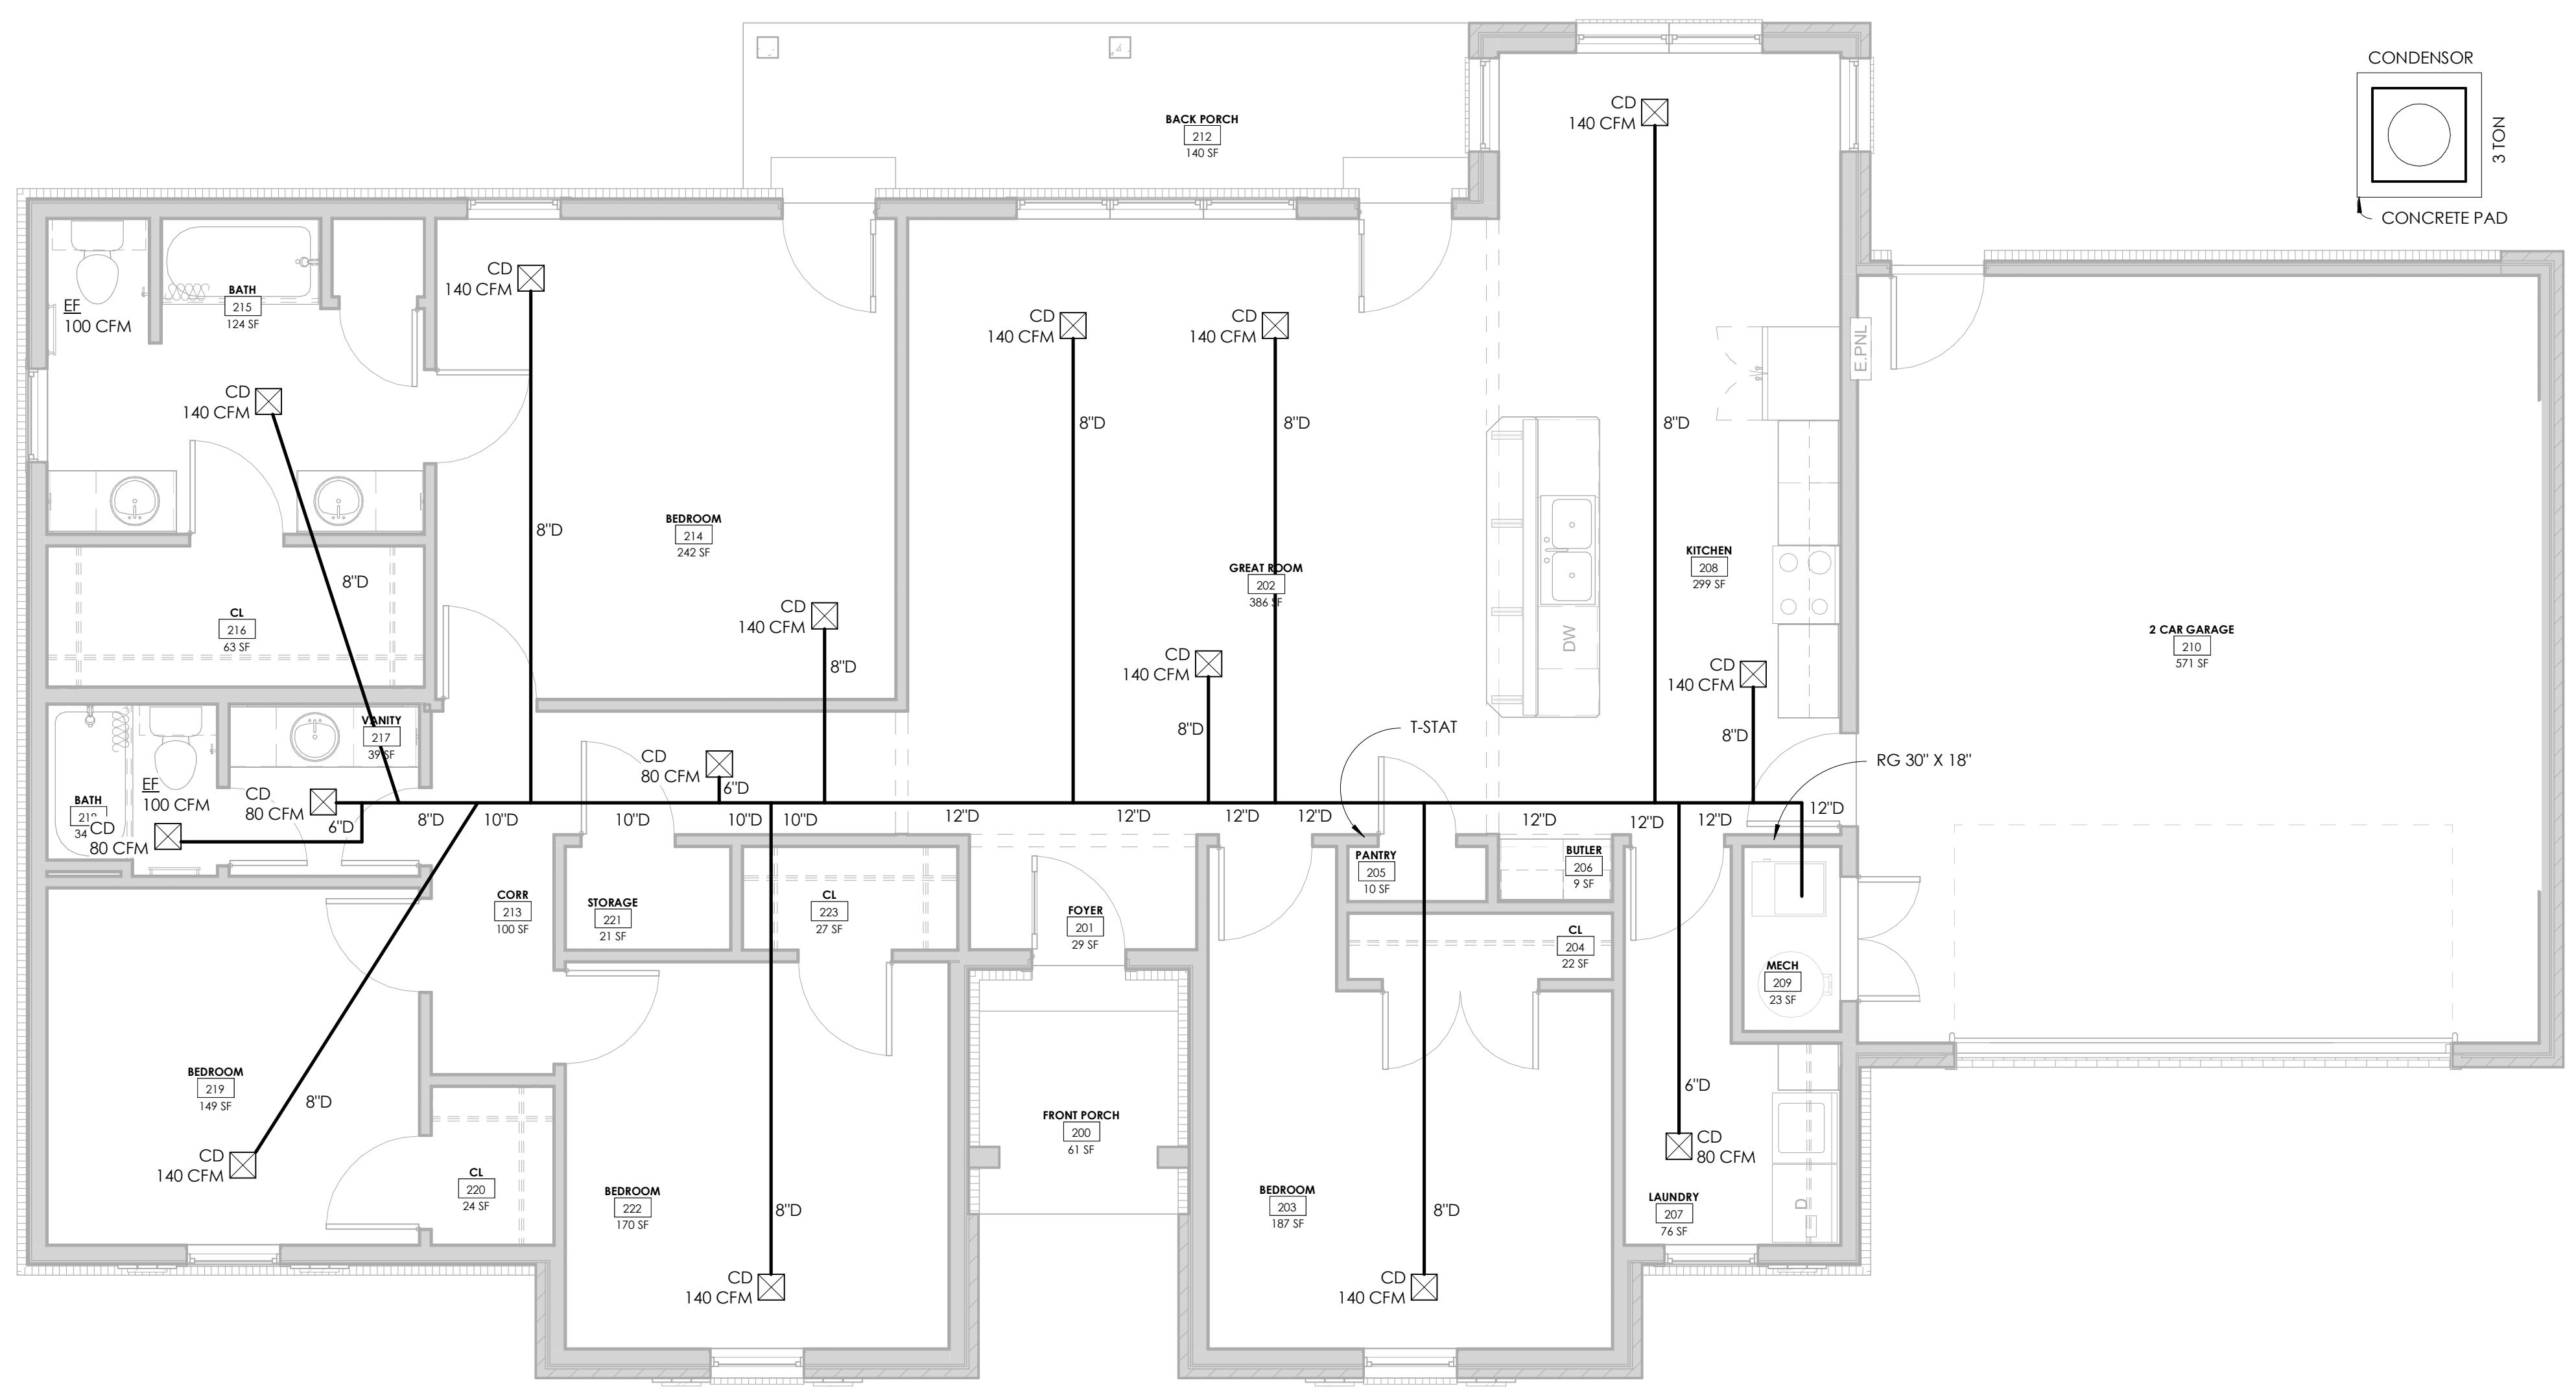 CONDENSOR
3 TON
CONCRETE PAD
CD
140 CFM
BACK PORCH
212
140 SF
CD
140 CFM
BATH
215
124 SF
EF
100 CFM
CD
140 CFM
CD
140 CFM
E.PNL
CD
140 CFM
8"D
8"D
8"D
8"D
BEDROOM
214
242 SF
GREAT ROOM
202
386 SF
KITCHEN
208
299 SF
8"D
CL
216
63 SF
CD
140 CFM
DW
2 CAR GARAGE
210
571 SF
8"D
CD
140 CFM
CD
140 CFM
VANITY
217
39 SF
8"D
8"D
T-STAT
RG 30" X 18"
CD
80 CFM
6"D
EF
100 CFM
CD
80 CFM
BATH
34
CD
80 CFM
6"D
8"D
10"D
10"D
10"D
10"D
12"D
12"D
12"D
12"D
12"D
12"D
12"D
12"D
PANTRY
205
10 SF
BUTLER
206
9 SF
CORR
213
100 SF
STORAGE
221
21 SF
CL
223
27 SF
FOYER
201
29 SF
CL
204
22 SF
MECH
209
23 SF
BEDROOM
219
149 SF
8"D
6"D
FRONT PORCH
200
61 SF
CD
140 CFM
CL
220
24 SF
CD
80 CFM
BEDROOM
222
170 SF
8"D
BEDROOM
203
187 SF
8"D
LAUNDRY
207
76 SF
D
CD
140 CFM
CD
140 CFM